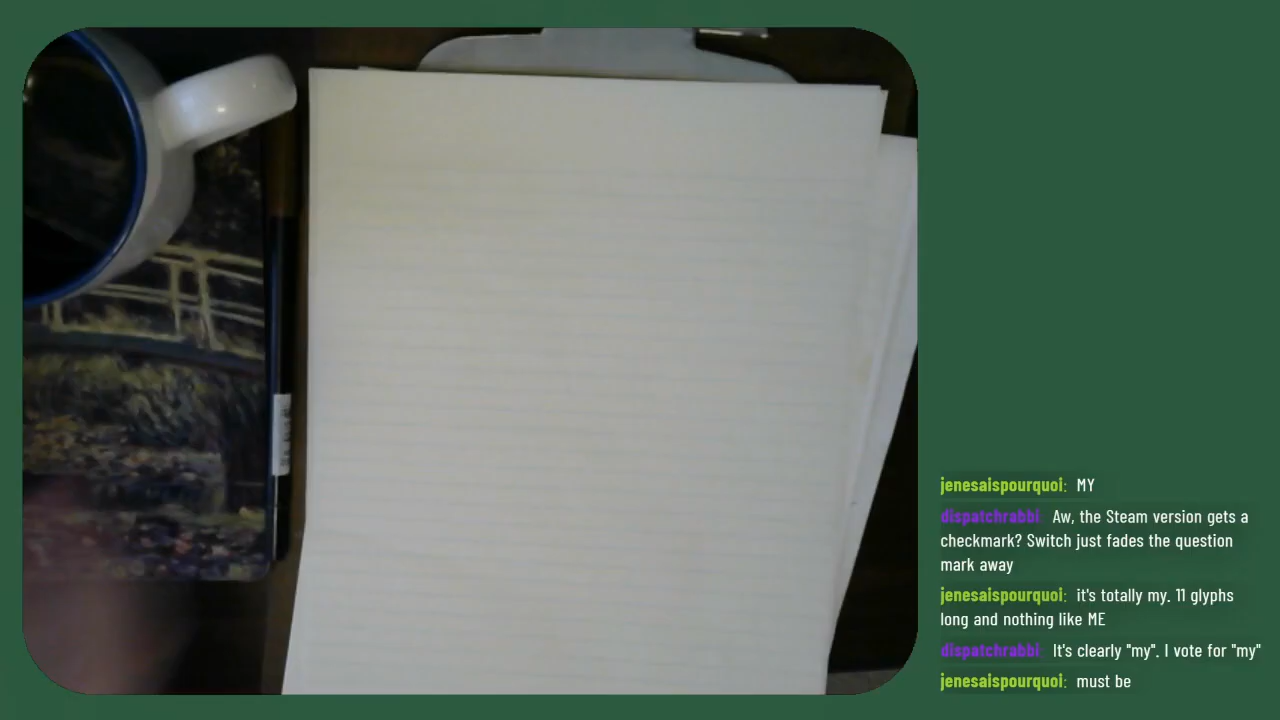 jenesaispourquoi: MY
dispatchrabbi: Aw, the Steam version gets a
checkmark? Switch just fades the question
mark away
jenesaispourquoi: it's totally my. 11 glyphs
long and nothing like ME
dispatchrabbi: It's clearly "my". I vote for "my"
jenesaispourquoi: must be